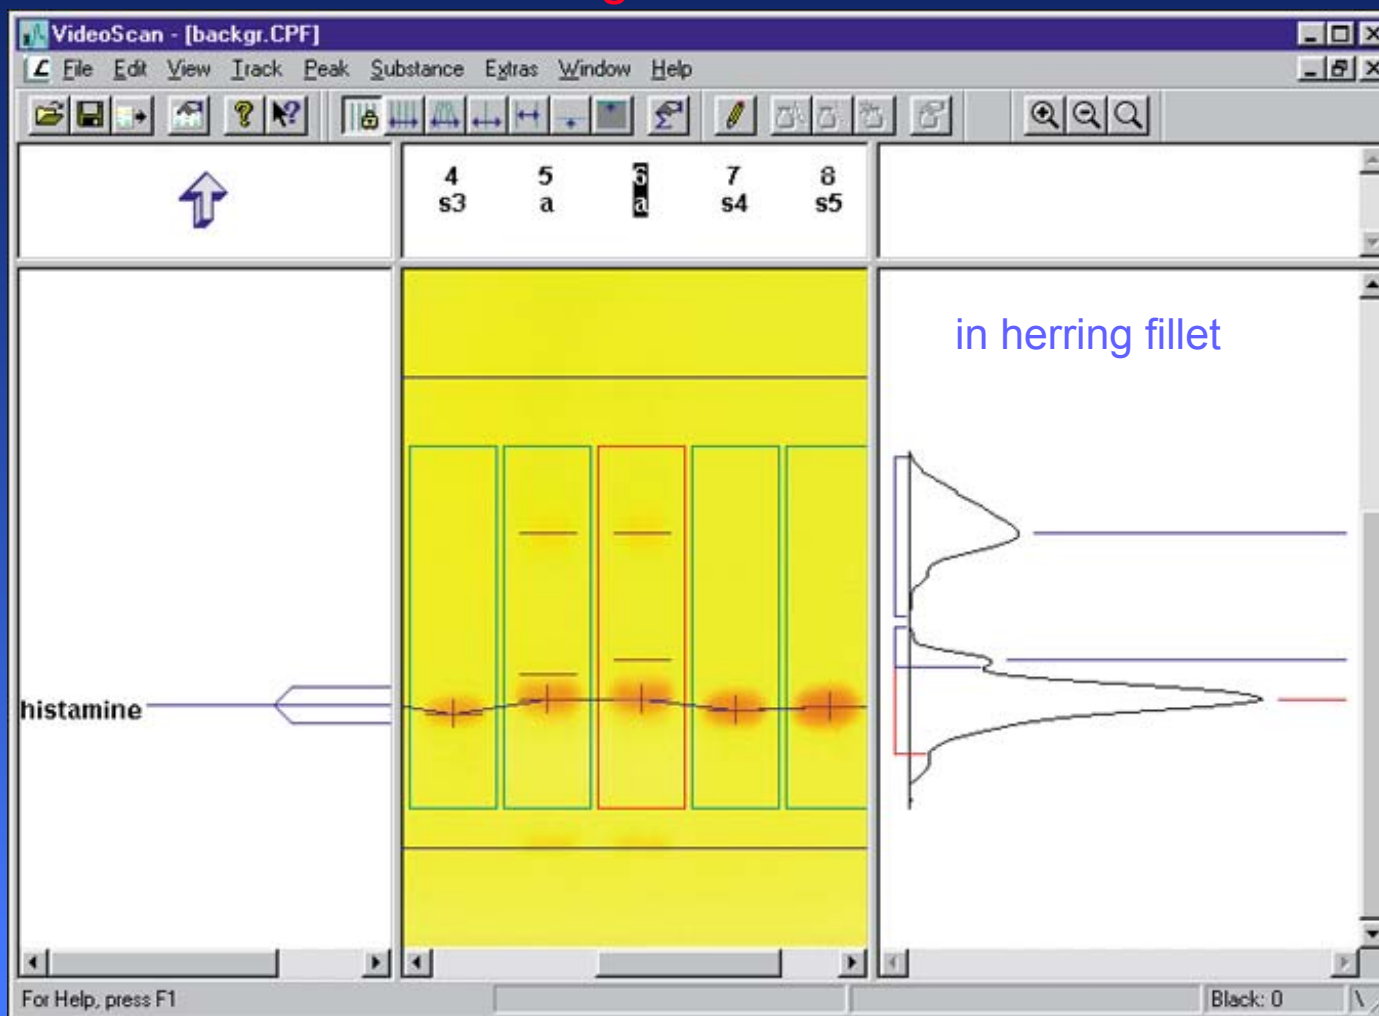 VideoScan - [backgr.CPF]
File Edit View Track Peak Substance Extras Window Help
4 5 6 7 8
s3 a a s4 s5
in herring fillet
histamine
For Help, press F1
Black: 0